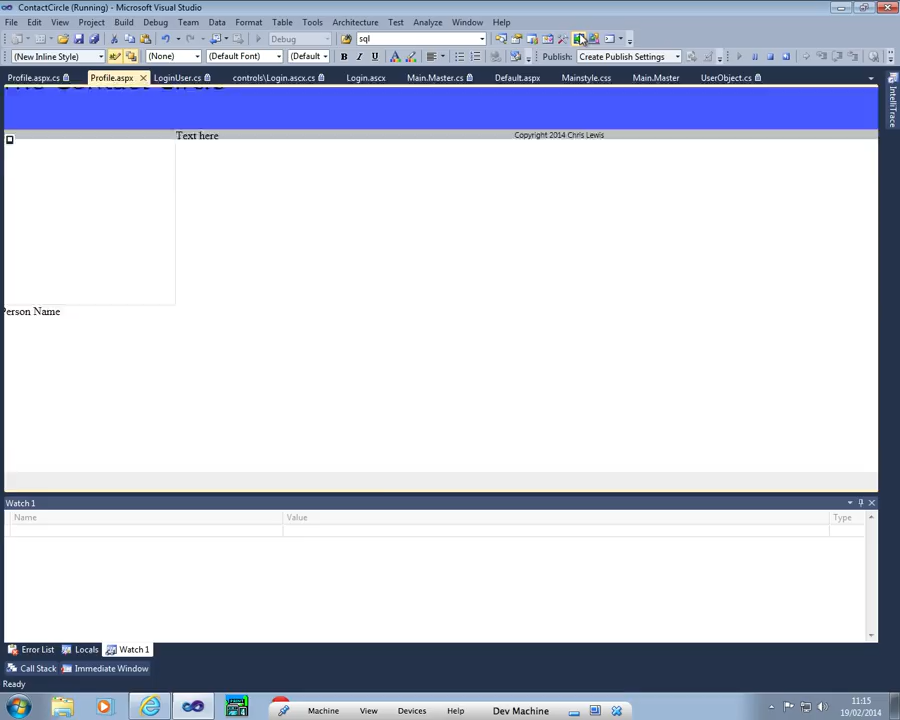 ContactCircle (Running) - Microsoft Visual Studio
File Edit View Project Build Debug Team Data Format Table Tools Architecture Test Analyze Window Help
Debug sql
(New Inline Style) (None) (Default Font) (Default B I U A Publish: Create Publish Settings
Profile.aspx.cs Profile.aspx LoginUser.cs controls\Login.ascx.cs Login.ascx Main.Master.cs Default.aspx Mainstyle.css Main.Master UserObject.cs
IntelliTrace
The Contact Circle
Text here Copyright 2014 Chris Lewis
Person Name
Watch 1
Name Value Type
Error List Locals Watch 1
Call Stack Immediate Window
Ready
Machine View Devices Help Dev Machine
11:15
19/02/2014